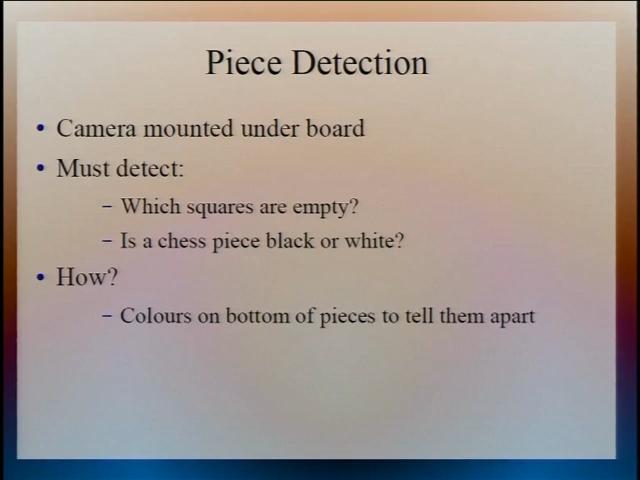 Piece Detection
• Camera mounted under board
• Must detect:
– Which squares are empty?
– Is a chess piece black or white?
• How?
– Colours on bottom of pieces to tell them apart